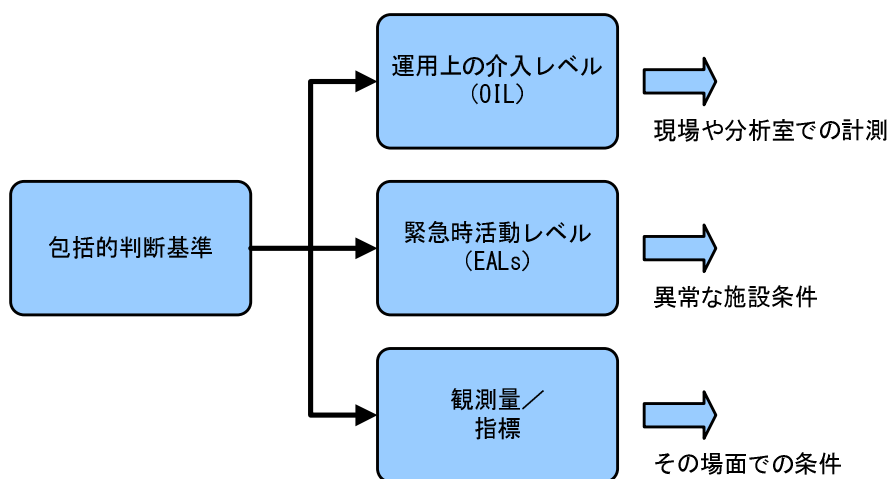 運用上の介入レベル
(OIL)
現場や分析室での計測
包括的判断基準
緊急時活動レベル
(EALs)
異常な施設条件
観測量／
指標
その場面での条件